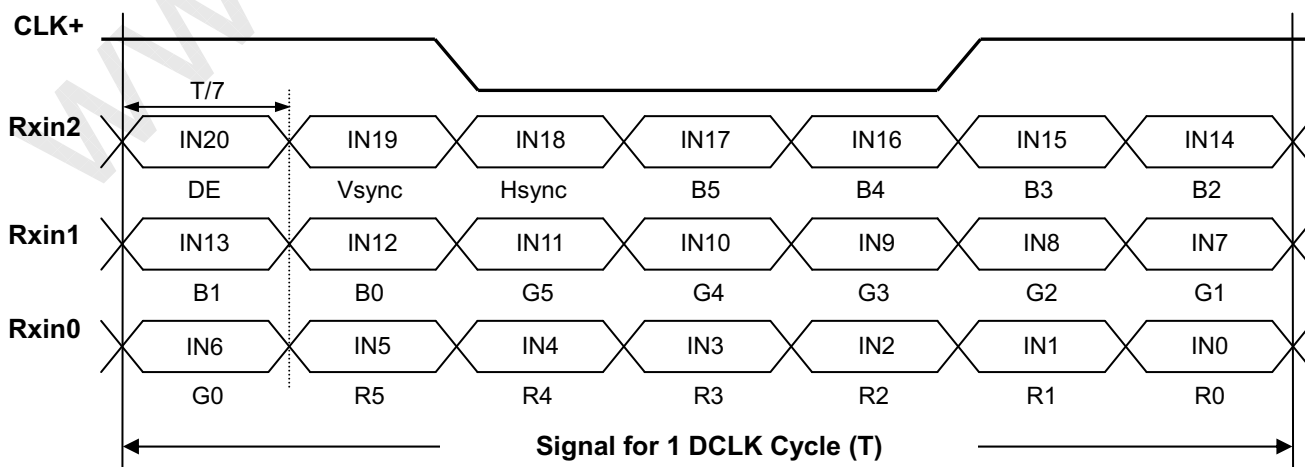 CLK+
T/7
Rxin2 IN20 IN19 IN18 IN17 IN16 IN15 IN14
DE Vsync Hsync B5 B4 B3 B2
Rxin1 IN13 IN12 IN11 IN10 IN9 IN8 IN7
B1 B0 G5 G4 G3 G2 G1
Rxin0 IN6 IN5 IN4 IN3 IN2 IN1 IN0
G0 R5 R4 R3 R2 R1 R0
Signal for 1 DCLK Cycle (T)